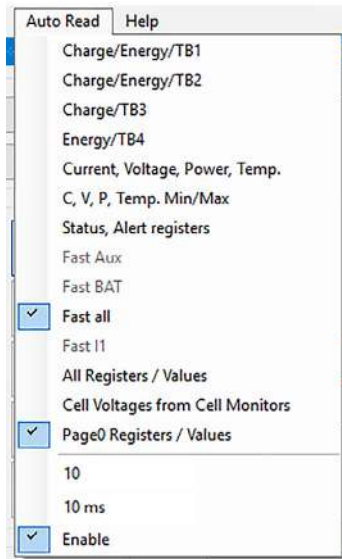 Auto Read Help
Charge/Energy/TB1
Charge/Energy/TB2
Charge/TB3
Energy/TB4
Current, Voltage, Power, Temp.
C, V, P, Temp. Min/Max
Status, Alert registers
Fast Aux
Fast BAT
Fast all
Fast I1
All Registers / Values
Cell Voltages from Cell Monitors
Page0 Registers / Values
10
10 ms
Enable